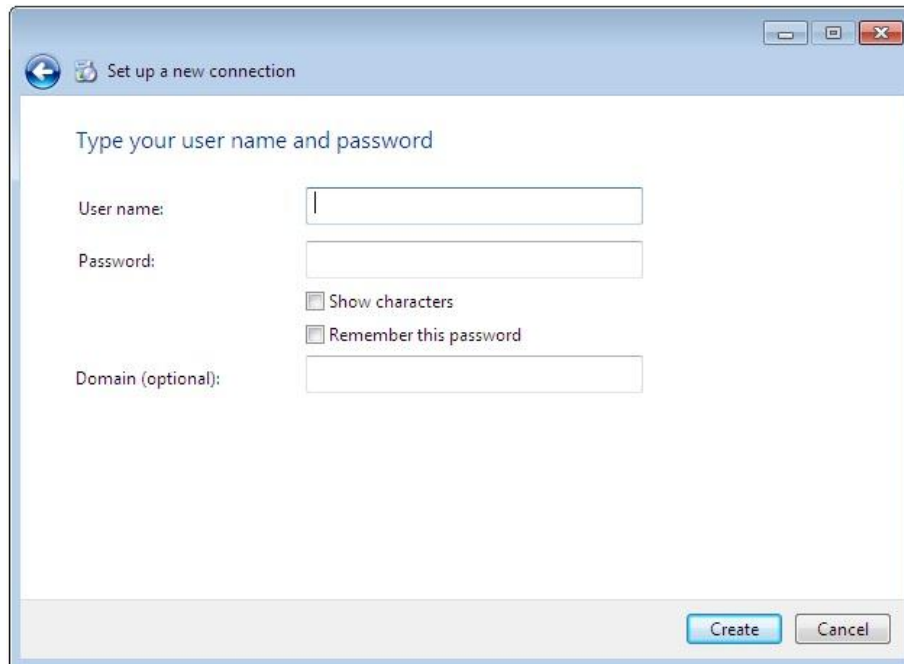 Set up a new connection
Type your user name and password
User name:
Password:
Show characters
Remember this password
Domain (optional):
Create Cancel